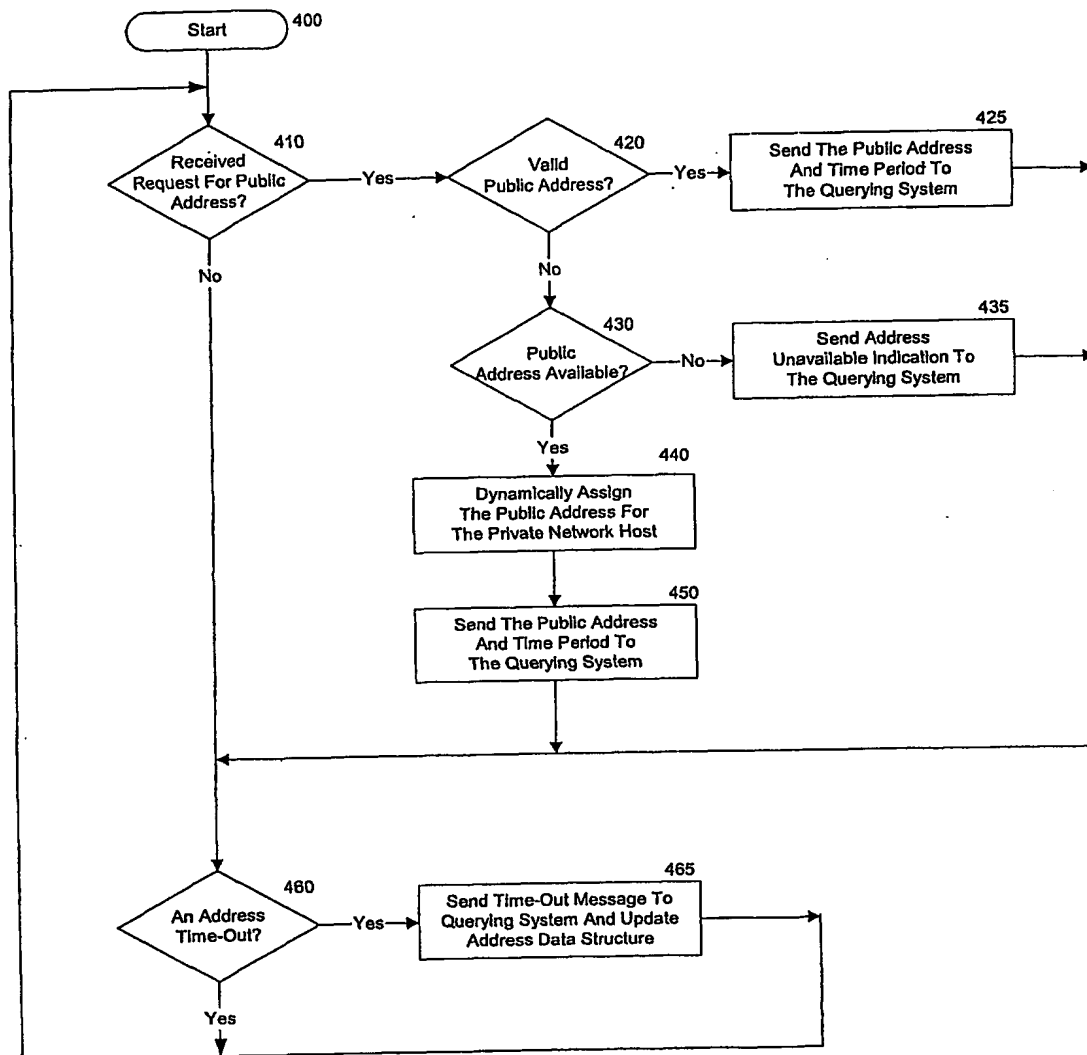 Start
400
410
Received
Request For Public
Address?
Yes
420
Valid
Public Address?
Yes
425
Send The Public Address
And Time Period To
The Querying System
No
No
430
Public
Address Available?
No
435
Send Address
Unavailable Indication To
The Querying System
Yes
440
Dynamically Assign
The Public Address For
The Private Network Host
450
Send The Public Address
And Time Period To
The Querying System
460
An Address
Time-Out?
Yes
465
Send Time-Out Message To
Querying System And Update
Address Data Structure
Yes